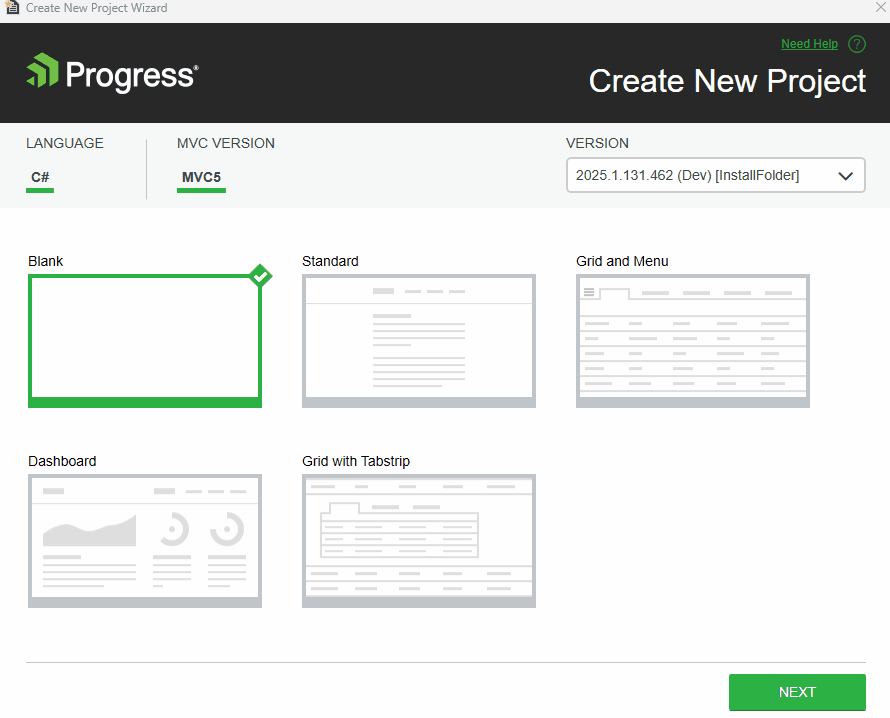 Create New Project Wizard
Need Help ?
Progress®
Create New Project
LANGUAGE
MVC VERSION
VERSION
C#
MVC5
2025.1.131.462 (Dev) [InstallFolder]
Blank
Standard
Grid and Menu
Dashboard
Grid with Tabstrip
NEXT